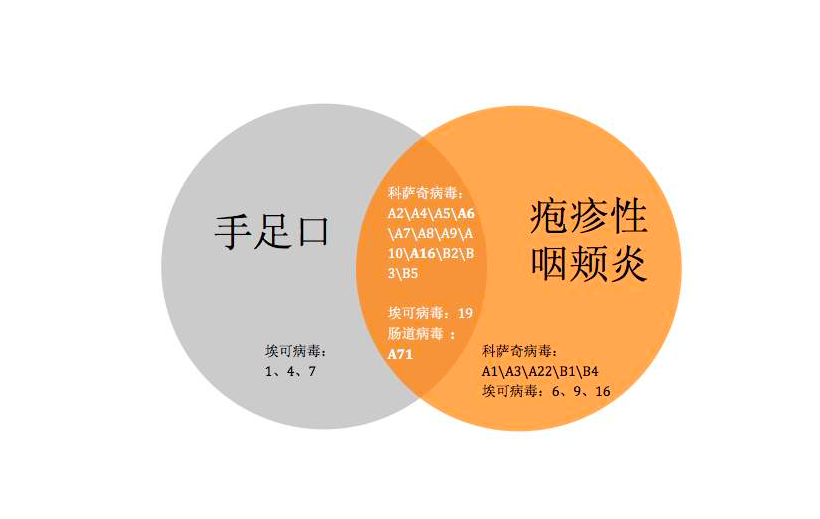 手足口
埃可病毒：
1、4、7
科萨奇病毒：
A2\A4\A5\A6
\A7\A8\A9\A
10\A16\B2\B
3\B5
埃可病毒：19
肠道病毒 ：
A71
疱疹性
咽颊炎
科萨奇病毒：
A1\A3\A22\B1\B4
埃可病毒：6、9、16